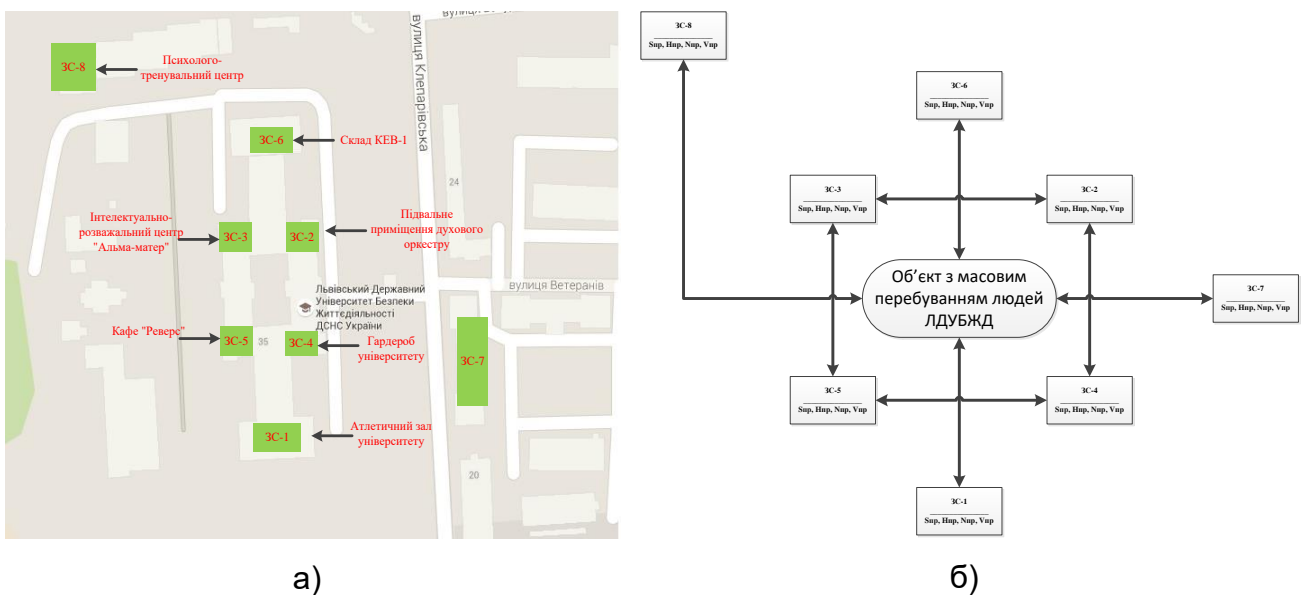 ЗС-8
Психолого-
тренувальний центр
вулиця Клепарівська
ЗС-6
Склад КЕВ-1
24
Інтелектуально-
розважальний центр
"Альма-матер"
ЗС-3
ЗС-2
Підвальне
приміщення духового
оркестру
вулиця Ветеранів
Львівський Державний
Університет Безпеки
Життєдіяльності
ДСНС України
Кафе "Реверс"
ЗС-5
35
ЗС-4
Гардероб
університету
ЗС-7
ЗС-1
Атлетичний зал
університету
20
а)
ЗС-8
Sпр, Нпр, Nпр, Vпр
ЗС-6
Sпр, Нпр, Nпр, Vпр
ЗС-3
Sпр, Нпр, Nпр, Vпр
ЗС-2
Sпр, Нпр, Nпр, Vпр
Об’єкт з масовим
перебуванням людей
ЛДУБЖД
ЗС-7
Sпр, Нпр, Nпр, Vпр
ЗС-5
Sпр, Нпр, Nпр, Vпр
ЗС-4
Sпр, Нпр, Nпр, Vпр
ЗС-1
Sпр, Нпр, Nпр, Vпр
б)